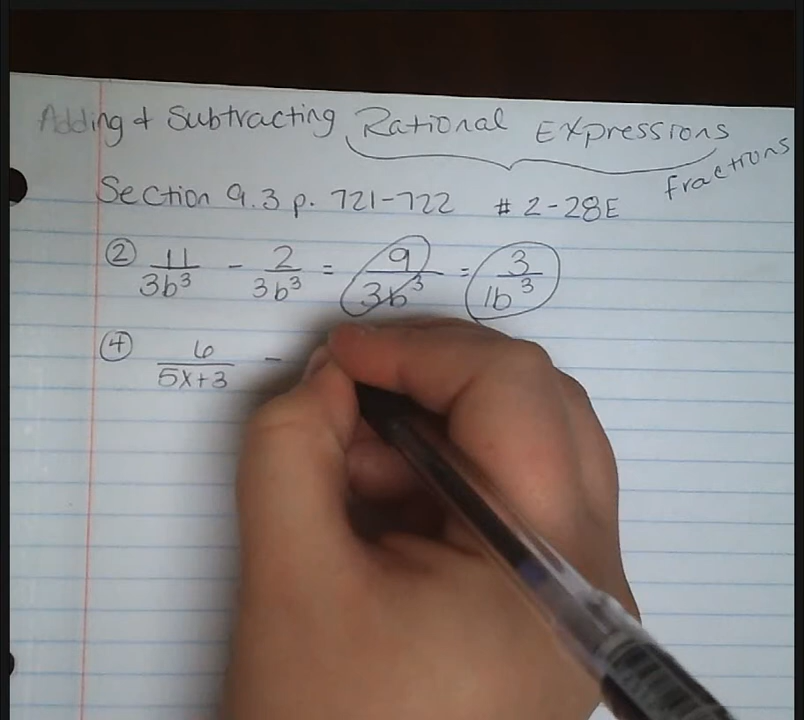 Adding & Subtracting Rational Expressions
fractions
Section 9.3 p. 721-722 # 2-28E
② 11/3b³ - 2/3b³ = 9/3b³ = 3/1b³
④ 6/5x+3 -